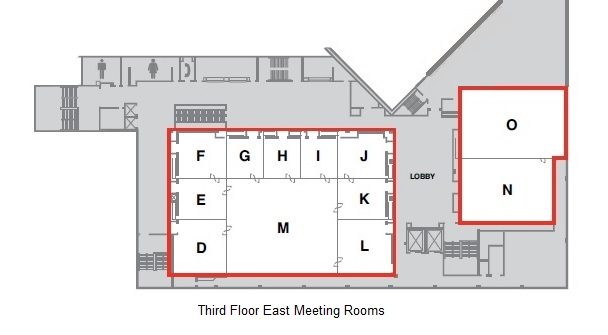 O
F G H I J
LOBBY
E K N
M
D L
Third Floor East Meeting Rooms